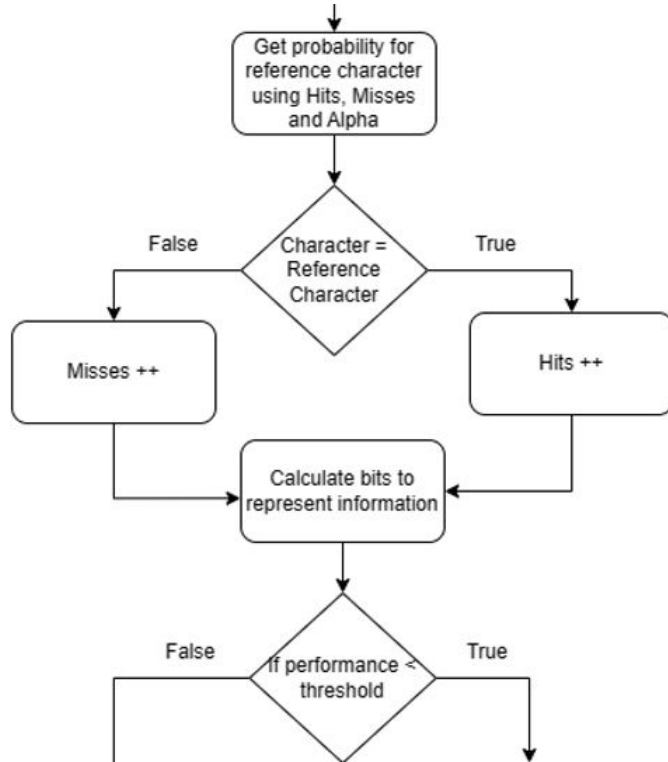 Get probability for
reference character
using Hits, Misses
and Alpha
False
Character =
Reference
Character
True
Misses ++
Hits ++
Calculate bits to
represent information
False
If performance <
threshold
True